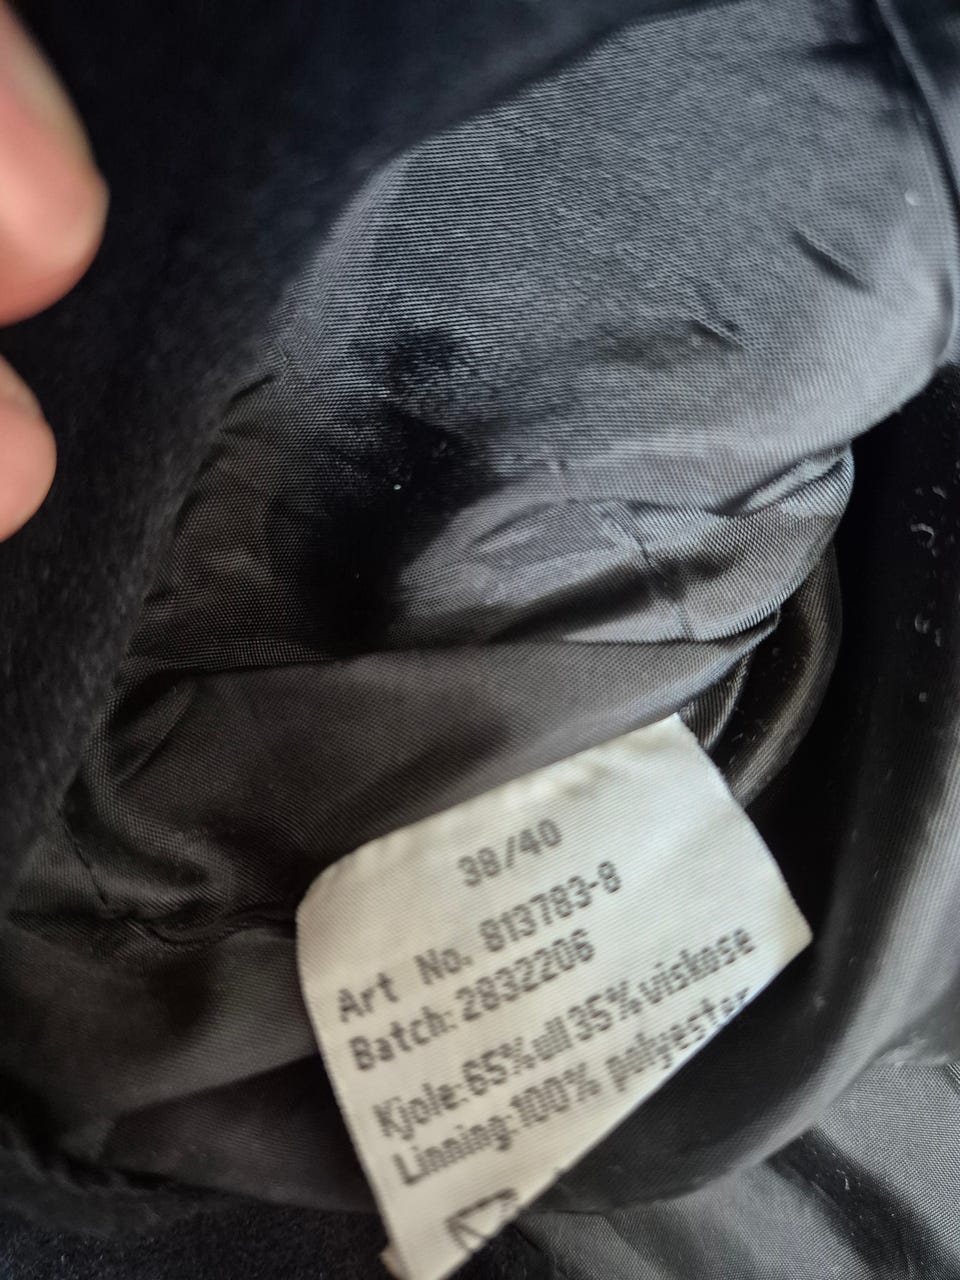 38/40
Art No. 813783-8
Batch: 2832206
Kjole: 65% ull 35% viskose
Linning: 100% polyester